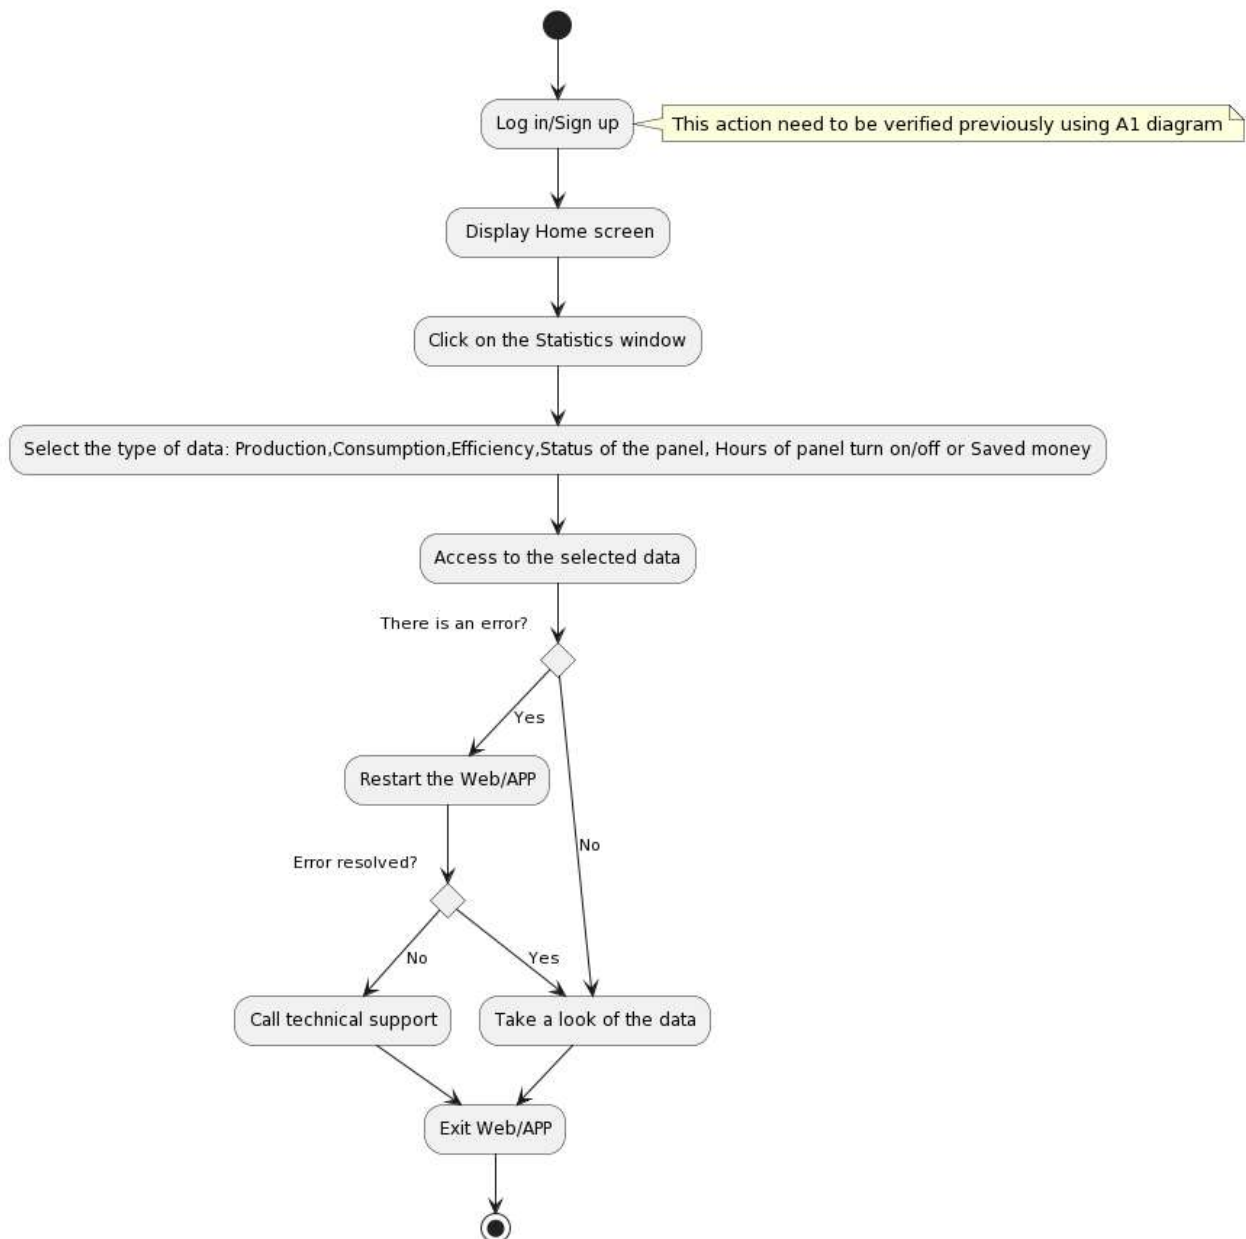 Log in/Sign up
This action need to be verified previously using A1 diagram
Display Home screen
Click on the Statistics window
Select the type of data: Production,Consumption,Efficiency,Status of the panel, Hours of panel turn on/off or Saved money
Access to the selected data
There is an error?
Yes
Restart the Web/APP
No
Error resolved?
No
Yes
Call technical support
Take a look of the data
Exit Web/APP